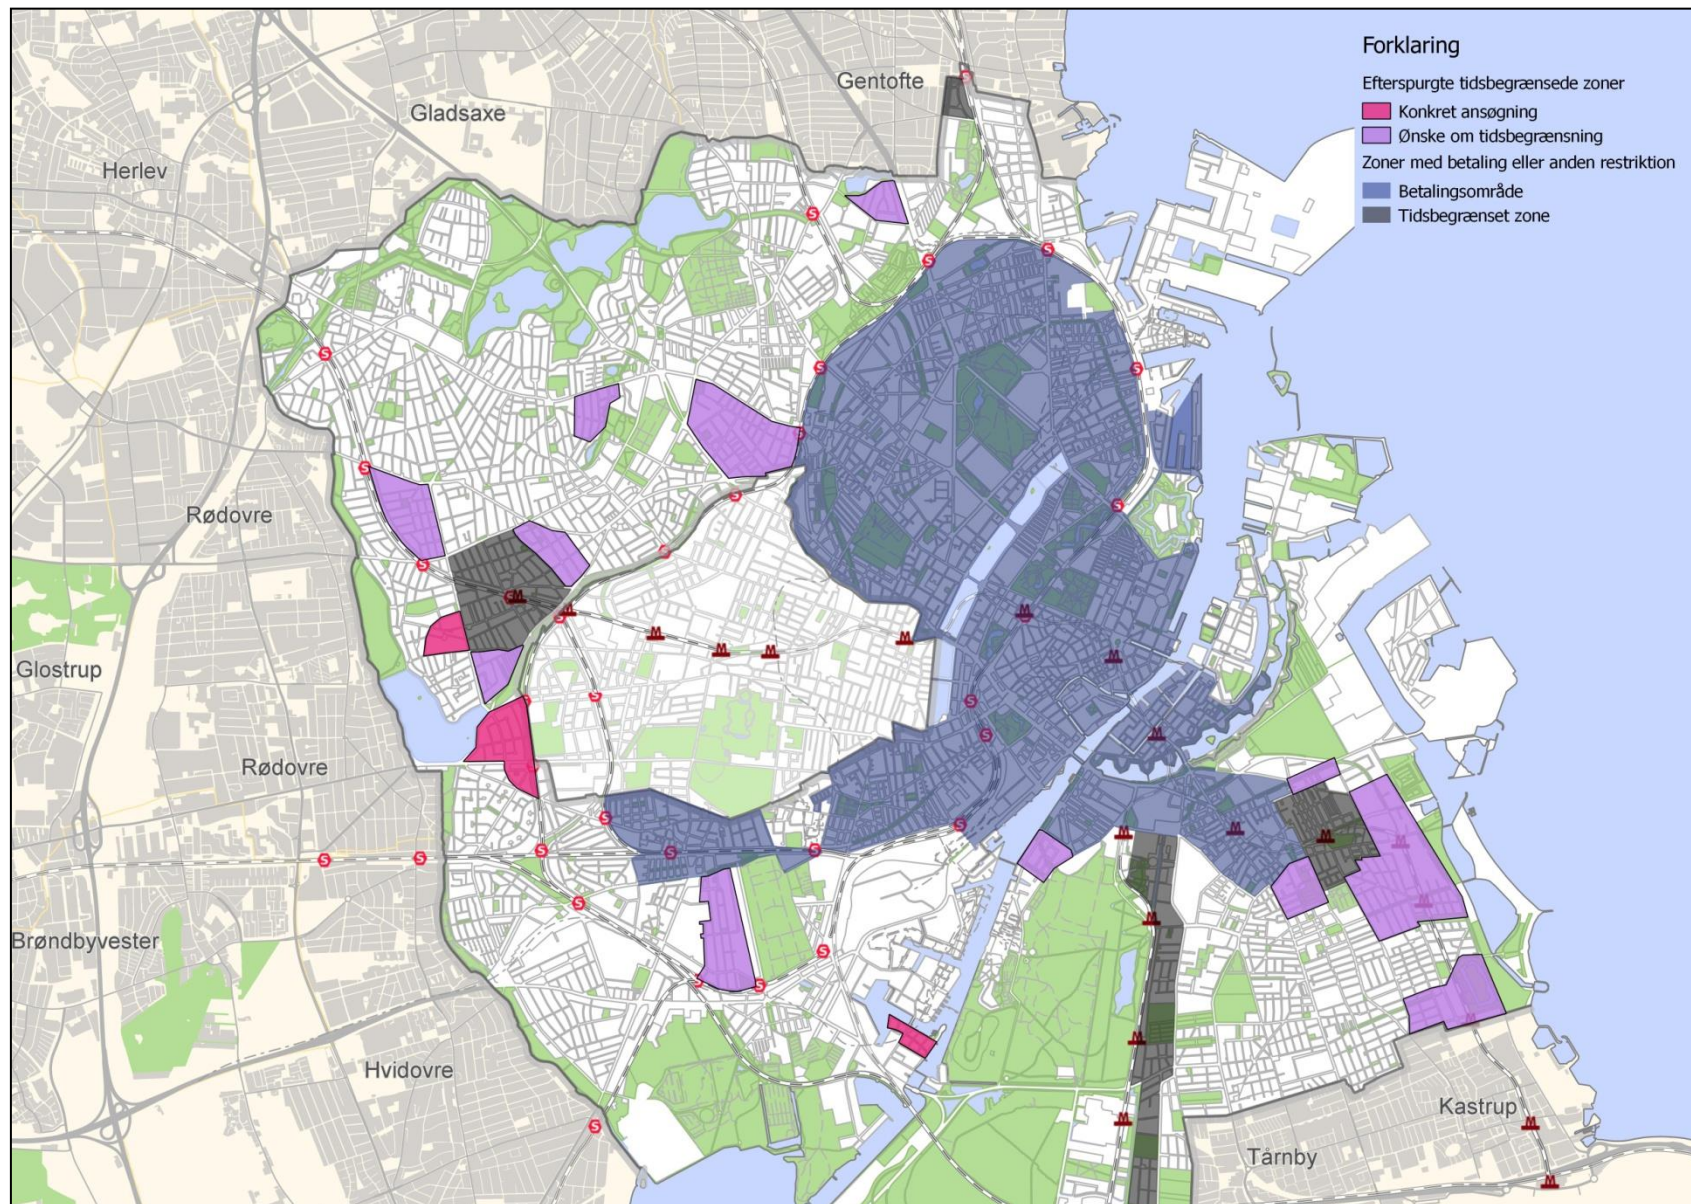 Forklaring
Efterspurgte tidsbegrænsede zoner
Konkret ansøgning
Ønske om tidsbegrænsning
Zoner med betaling eller anden restriktion
Betalingsområde
Tidsbegrænset zone
Gentofte
Gladsaxe
Herlev
Rødovre
Glostrup
Rødovre
Brøndbyvester
Hvidovre
Kastrup
Tårnby